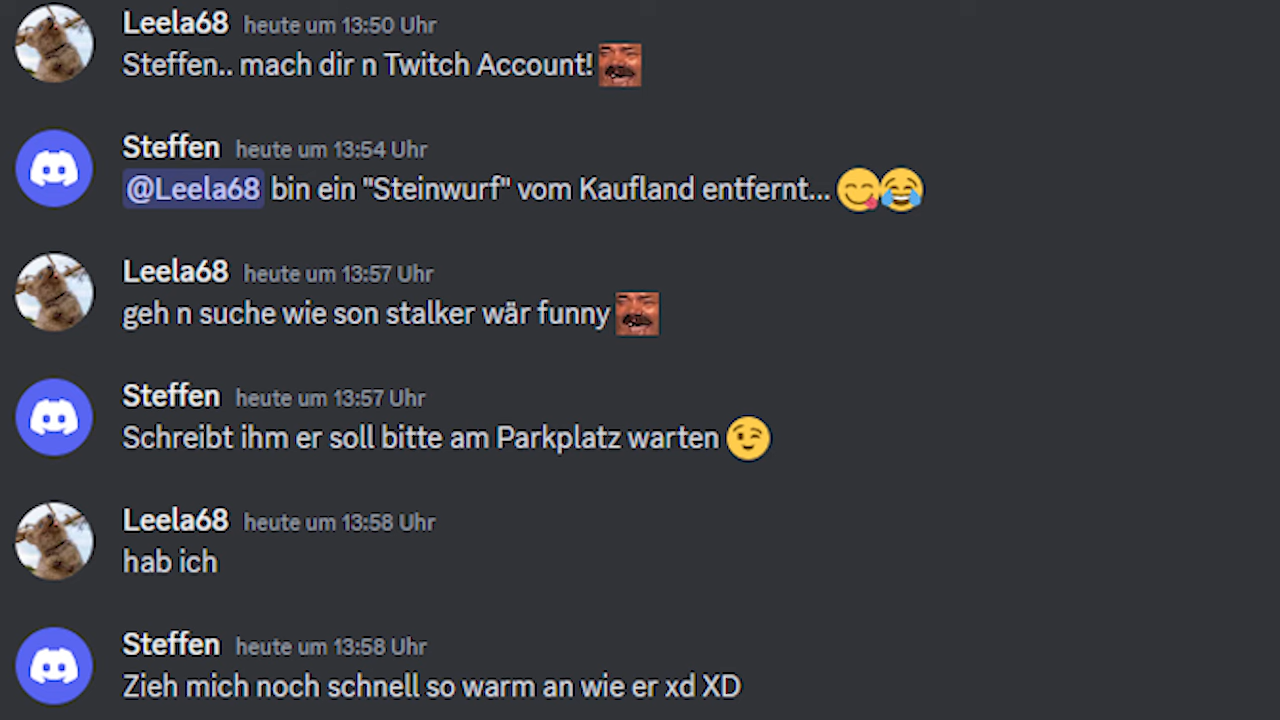 Leela68 heute um 13:50 Uhr
Steffen.. mach dir n Twitch Account!
Steffen heute um 13:54 Uhr
@Leela68 bin ein "Steinwurf" vom Kaufland entfernt... 😋😂
Leela68 heute um 13:57 Uhr
geh n suche wie son stalker wär funny
Steffen heute um 13:57 Uhr
Schreibt ihm er soll bitte am Parkplatz warten 😉
Leela68 heute um 13:58 Uhr
hab ich
Steffen heute um 13:58 Uhr
Zieh mich noch schnell so warm an wie er xd XD